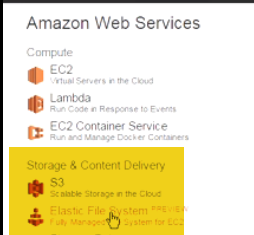 Amazon Web Services
Compute
EC2
Virtual Servers in the Cloud
Lambda
Run Code in Response to Events
EC2 Container Service
Run and Manage Docker Containers
Storage & Content Delivery
S3
Scalable Storage in the Cloud
Elastic File System PREVIEW
Fully Managed System for EC2